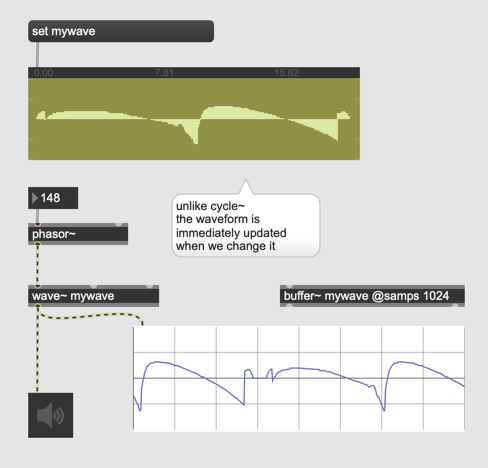 set mywave
0.00 7.81 15.62
148
unlike cycle~
the waveform is
immediately updated
when we change it
phasor~
wave~ mywave
buffer~ mywave @samps 1024